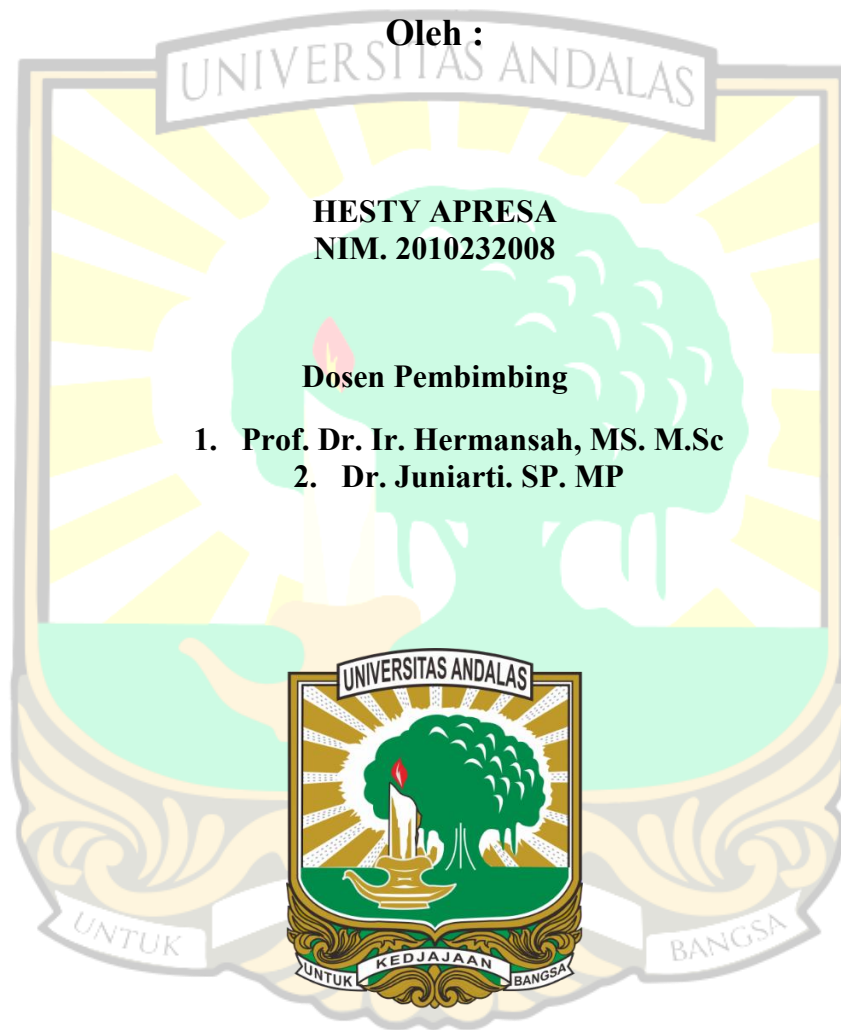 Oleh :
UNIVERSITAS ANDALAS
HESTY APRESA
NIM. 2010232008
Dosen Pembimbing
1. Prof. Dr. Ir. Hermansah, MS. M.Sc
2. Dr. Juniarti. SP. MP
UNIVERSITAS ANDALAS
UNTUK KEDJAJAAN BANGSA
UNTUK BANGSA